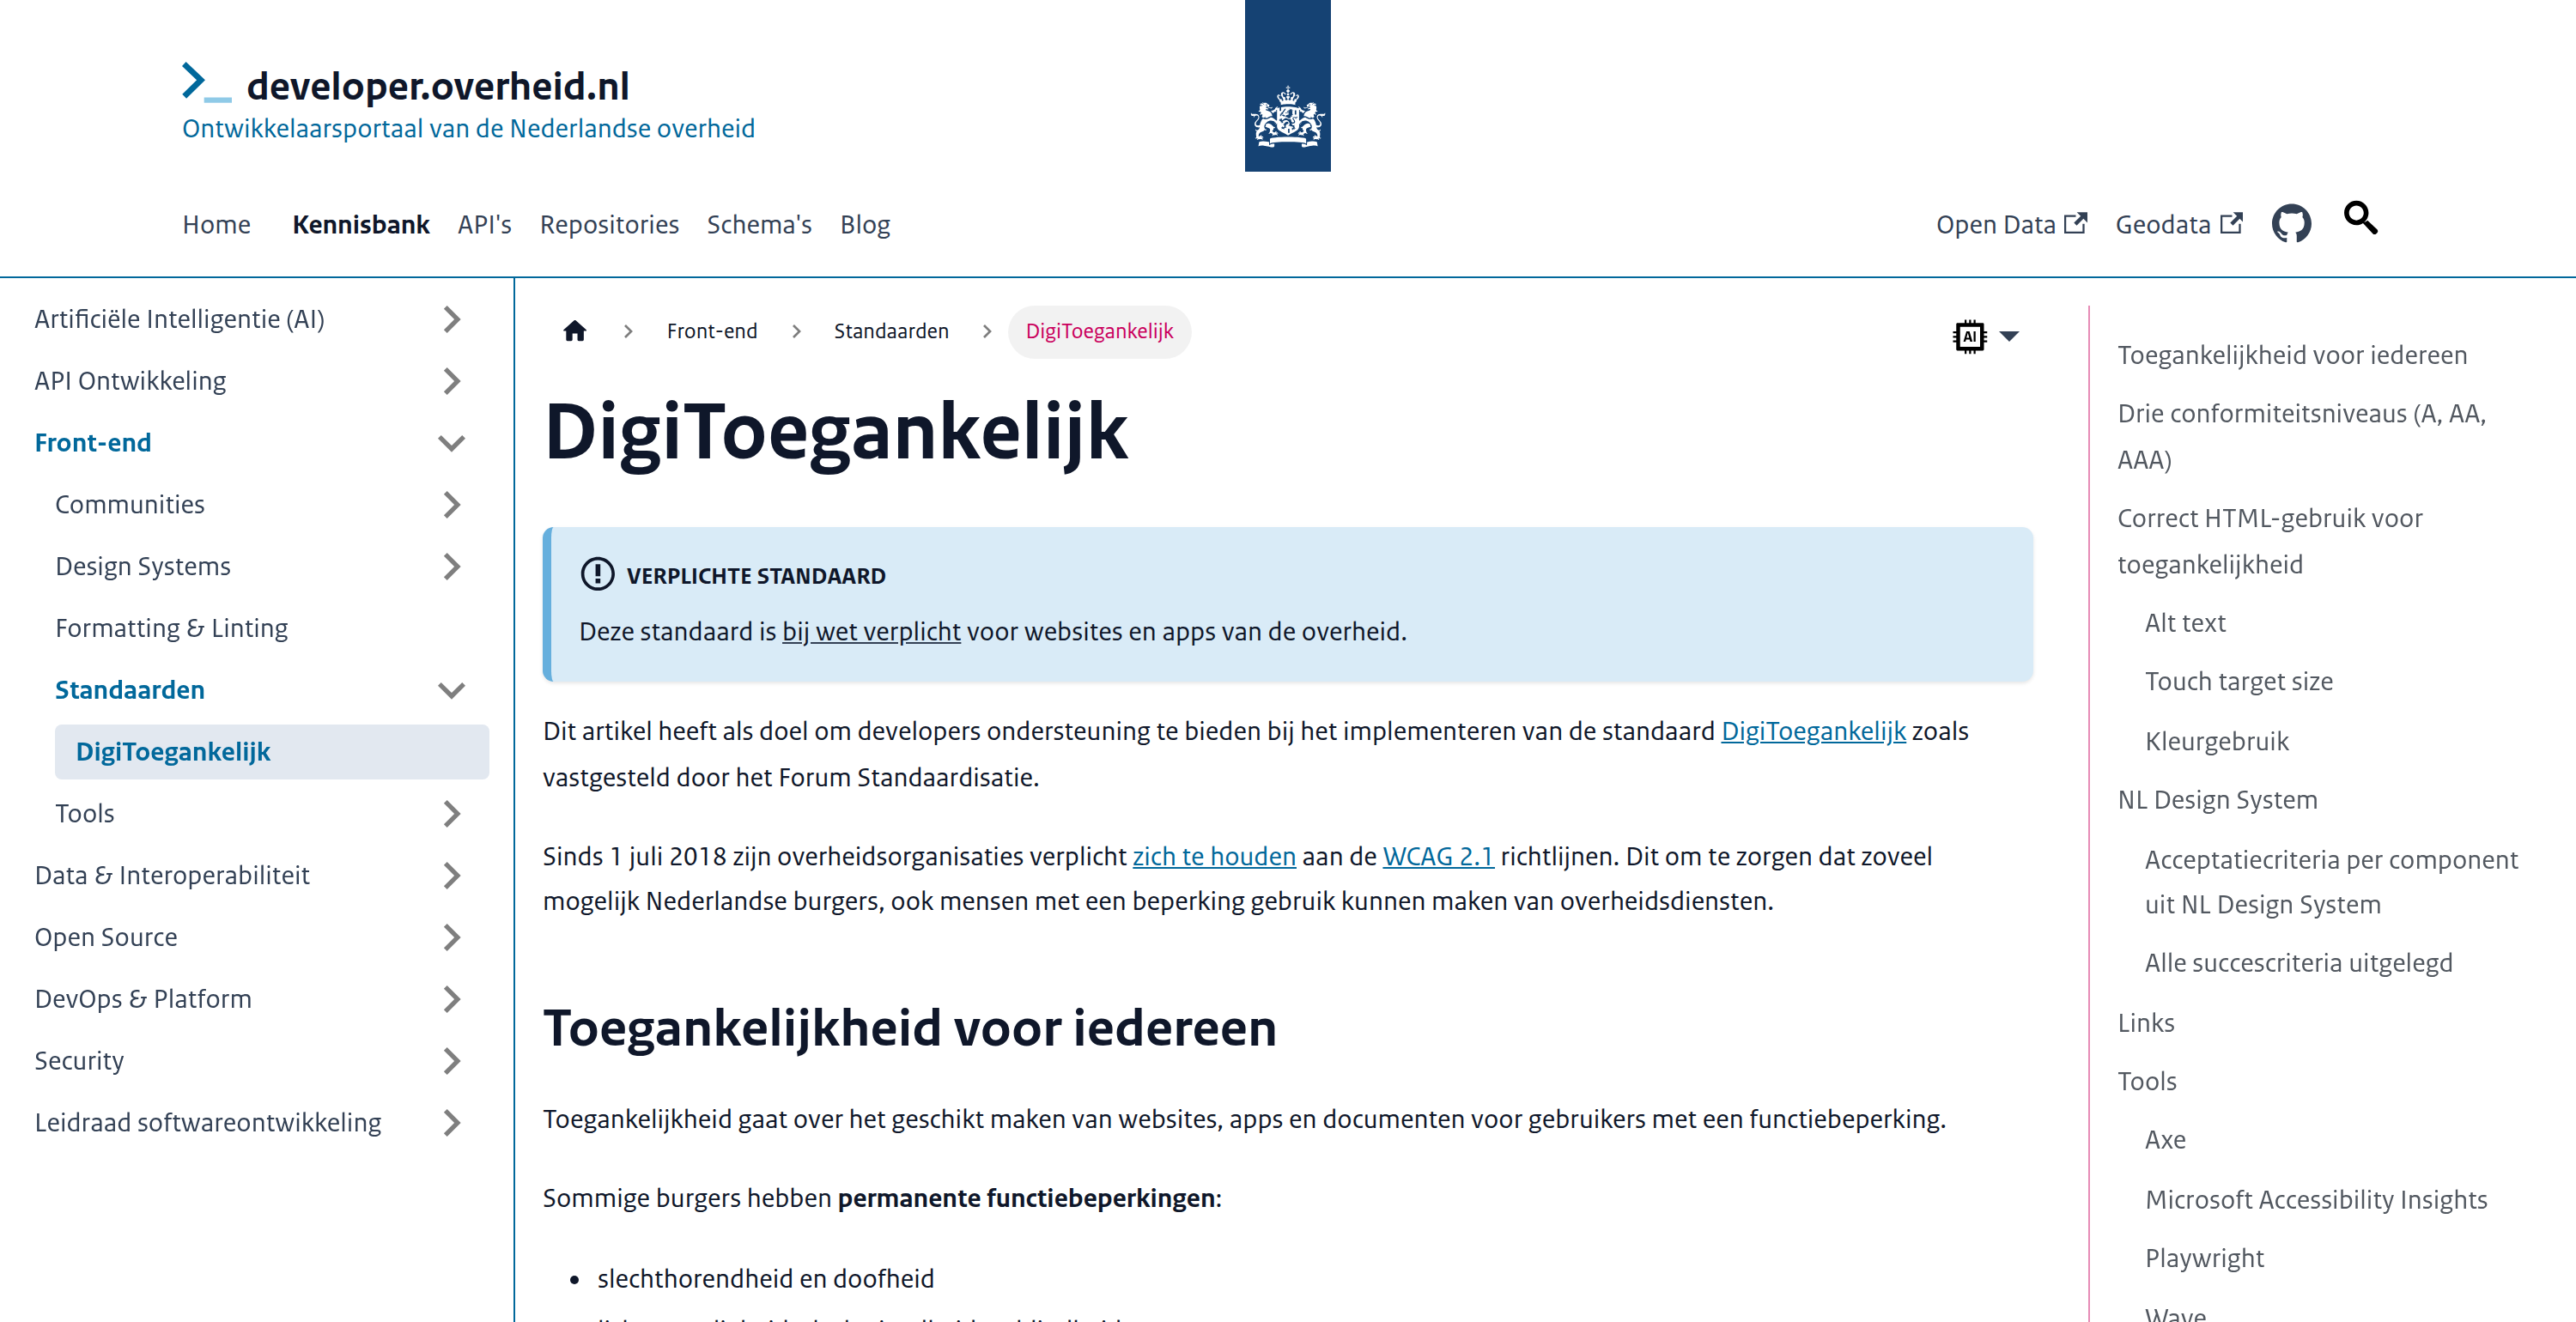 developer.overheid.nl
Ontwikkelaarsportaal van de Nederlandse overheid
Home Kennisbank API's Repositories Schema's Blog Open Data Geodata
Artificiële Intelligentie (AI)
API Ontwikkeling
Front-end
Communities
Design Systems
Formatting & Linting
Standaarden
DigiToegankelijk
Tools
Data & Interoperabiliteit
Open Source
DevOps & Platform
Security
Leidraad softwareontwikkeling
Front-end Standaarden DigiToegankelijk
AI
DigiToegankelijk
VERPLICHTE STANDAARD
Deze standaard is bij wet verplicht voor websites en apps van de overheid.
Dit artikel heeft als doel om developers ondersteuning te bieden bij het implementeren van de standaard DigiToegankelijk zoals
vastgesteld door het Forum Standaardisatie.
Sinds 1 juli 2018 zijn overheidsorganisaties verplicht zich te houden aan de WCAG 2.1 richtlijnen. Dit om te zorgen dat zoveel
mogelijk Nederlandse burgers, ook mensen met een beperking gebruik kunnen maken van overheidsdiensten.
Toegankelijkheid voor iedereen
Toegankelijkheid gaat over het geschikt maken van websites, apps en documenten voor gebruikers met een functiebeperking.
Sommige burgers hebben permanente functiebeperkingen:
slechthorendheid en doofheid
Toegankelijkheid voor iedereen
Drie conformiteitsniveaus (A, AA,
AAA)
Correct HTML-gebruik voor
toegankelijkheid
Alt text
Touch target size
Kleurgebruik
NL Design System
Acceptatiecriteria per component
uit NL Design System
Alle succescriteria uitgelegd
Links
Tools
Axe
Microsoft Accessibility Insights
Playwright
Wave